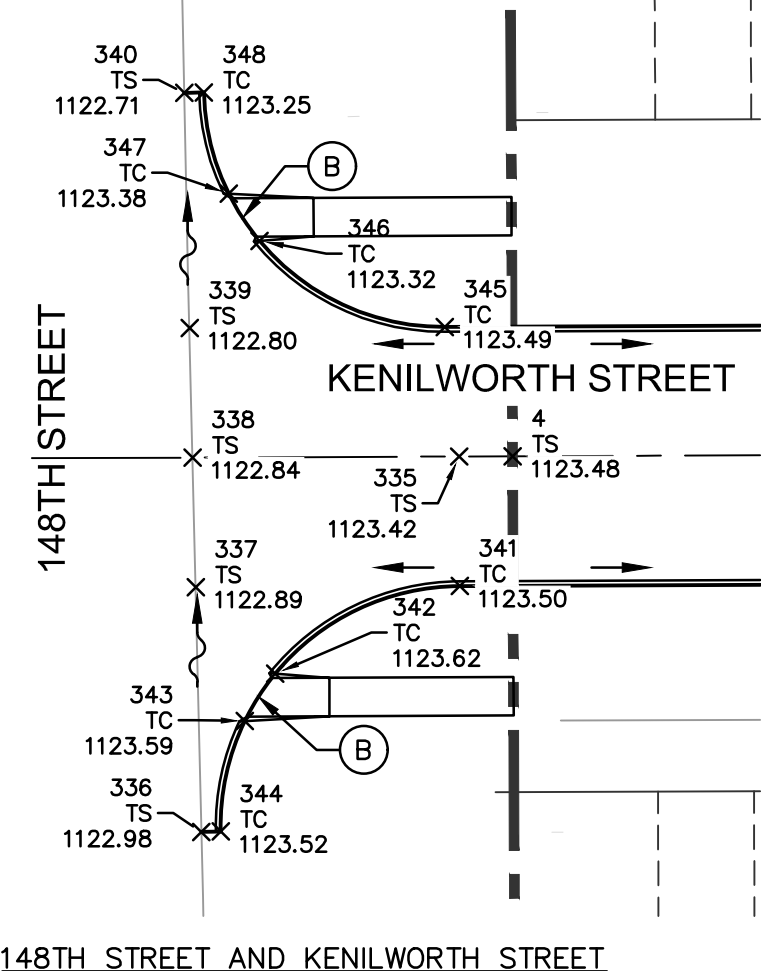 340
TS
1122.71
348
TC
1123.25
347
TC
1123.38
B
346
TC
1123.32
339
TS
1122.80
345
TC
1123.49
148TH STREET
KENILWORTH STREET
338
TS
1122.84
4
TS
1123.48
335
TS
1123.42
337
TS
1122.89
341
TC
1123.50
342
TC
1123.62
343
TC
1123.59
B
336
TS
1122.98
344
TC
1123.52
148TH STREET AND KENILWORTH STREET